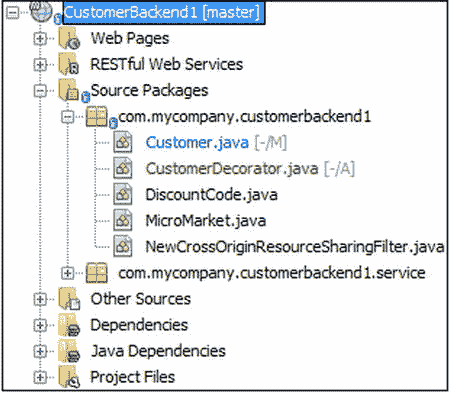 CustomerBackend1 [master]
Web Pages
RESTful Web Services
Source Packages
com.mycompany.customerbackend1
Customer.java [-/M]
CustomerDecorator.java [-/A]
DiscountCode.java
MicroMarket.java
NewCrossOriginResourceSharingFilter.java
com.mycompany.customerbackend1.service
Other Sources
Dependencies
Java Dependencies
Project Files